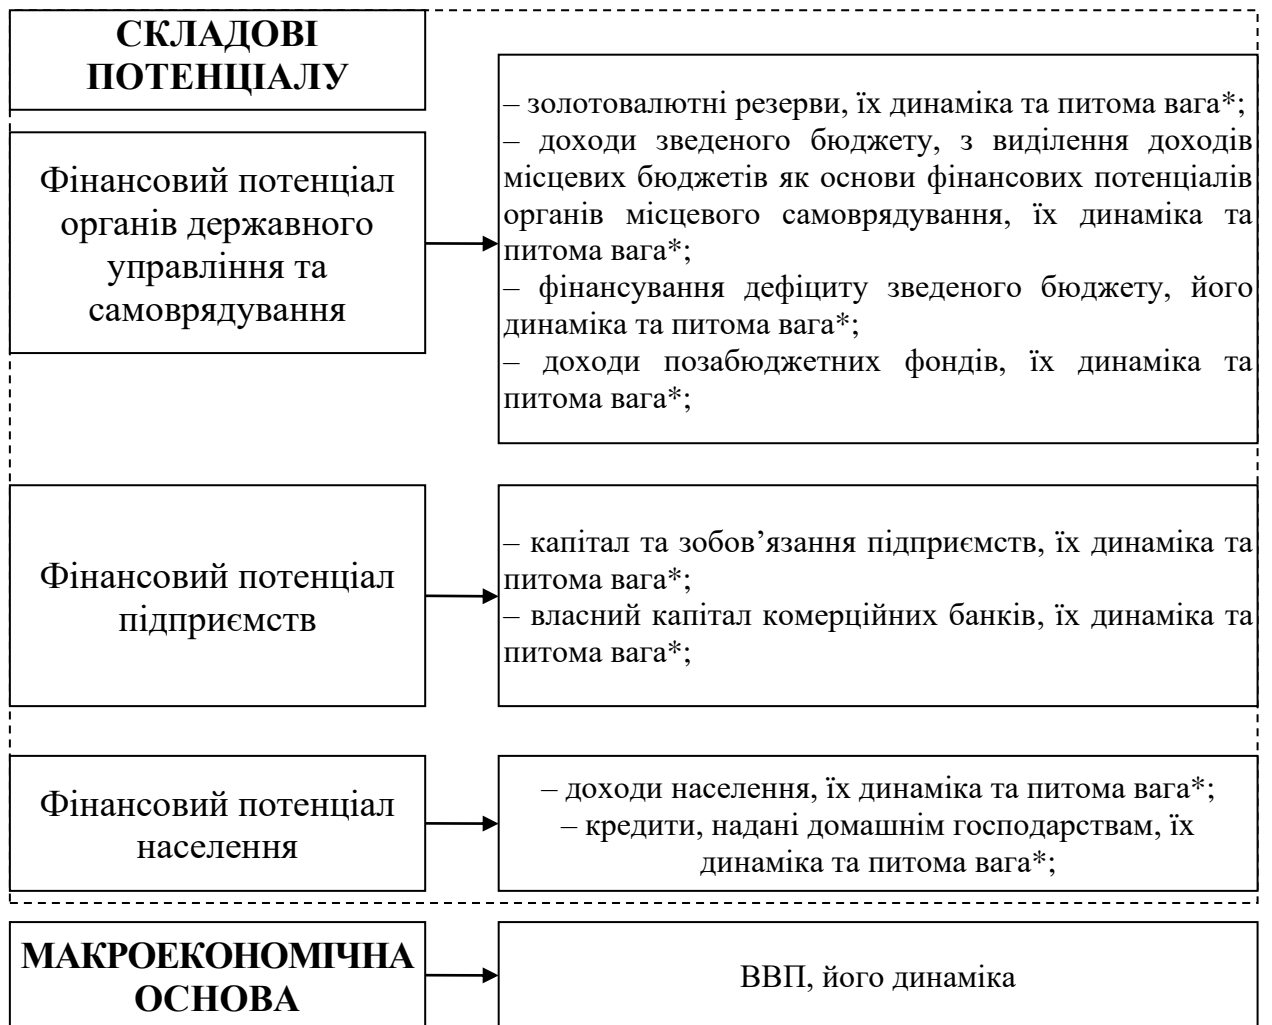 СКЛАДОВІ
ПОТЕНЦІАЛУ
Фінансовий потенціал
органів державного
управління та
самоврядування
– золотовалютні резерви, їх динаміка та питома вага*;
– доходи зведеного бюджету, з виділення доходів
місцевих бюджетів як основи фінансових потенціалів
органів місцевого самоврядування, їх динаміка та
питома вага*;
– фінансування дефіциту зведеного бюджету, його
динаміка та питома вага*;
– доходи позабюджетних фондів, їх динаміка та
питома вага*;
Фінансовий потенціал
підприємств
– капітал та зобов’язання підприємств, їх динаміка та
питома вага*;
– власний капітал комерційних банків, їх динаміка та
питома вага*;
Фінансовий потенціал
населення
– доходи населення, їх динаміка та питома вага*;
– кредити, надані домашнім господарствам, їх
динаміка та питома вага*;
МАКРОЕКОНОМІЧНА
ОСНОВА
ВВП, його динаміка